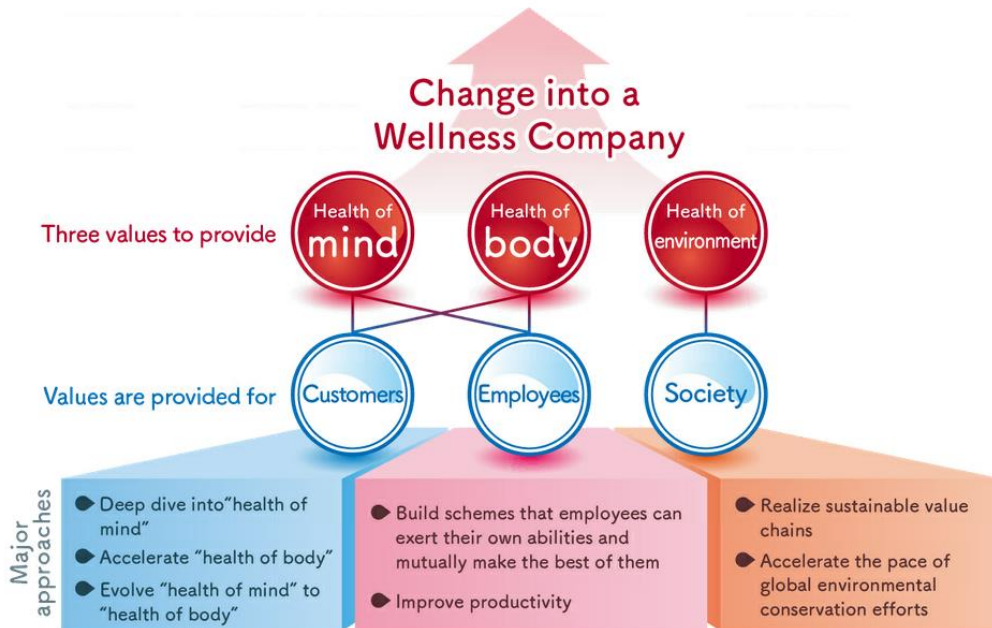 Change into a
Wellness Company
Three values to provide
Health of
mind
Health of
body
Health of
environment
Values are provided for
Customers
Employees
Society
Major
approaches
Deep dive into“health of
mind”
Accelerate “health of body”
Evolve “health of mind” to
“health of body”
Build schemes that employees can
exert their own abilities and
mutually make the best of them
Improve productivity
Realize sustainable value
chains
Accelerate the pace of
global environmental
conservation efforts